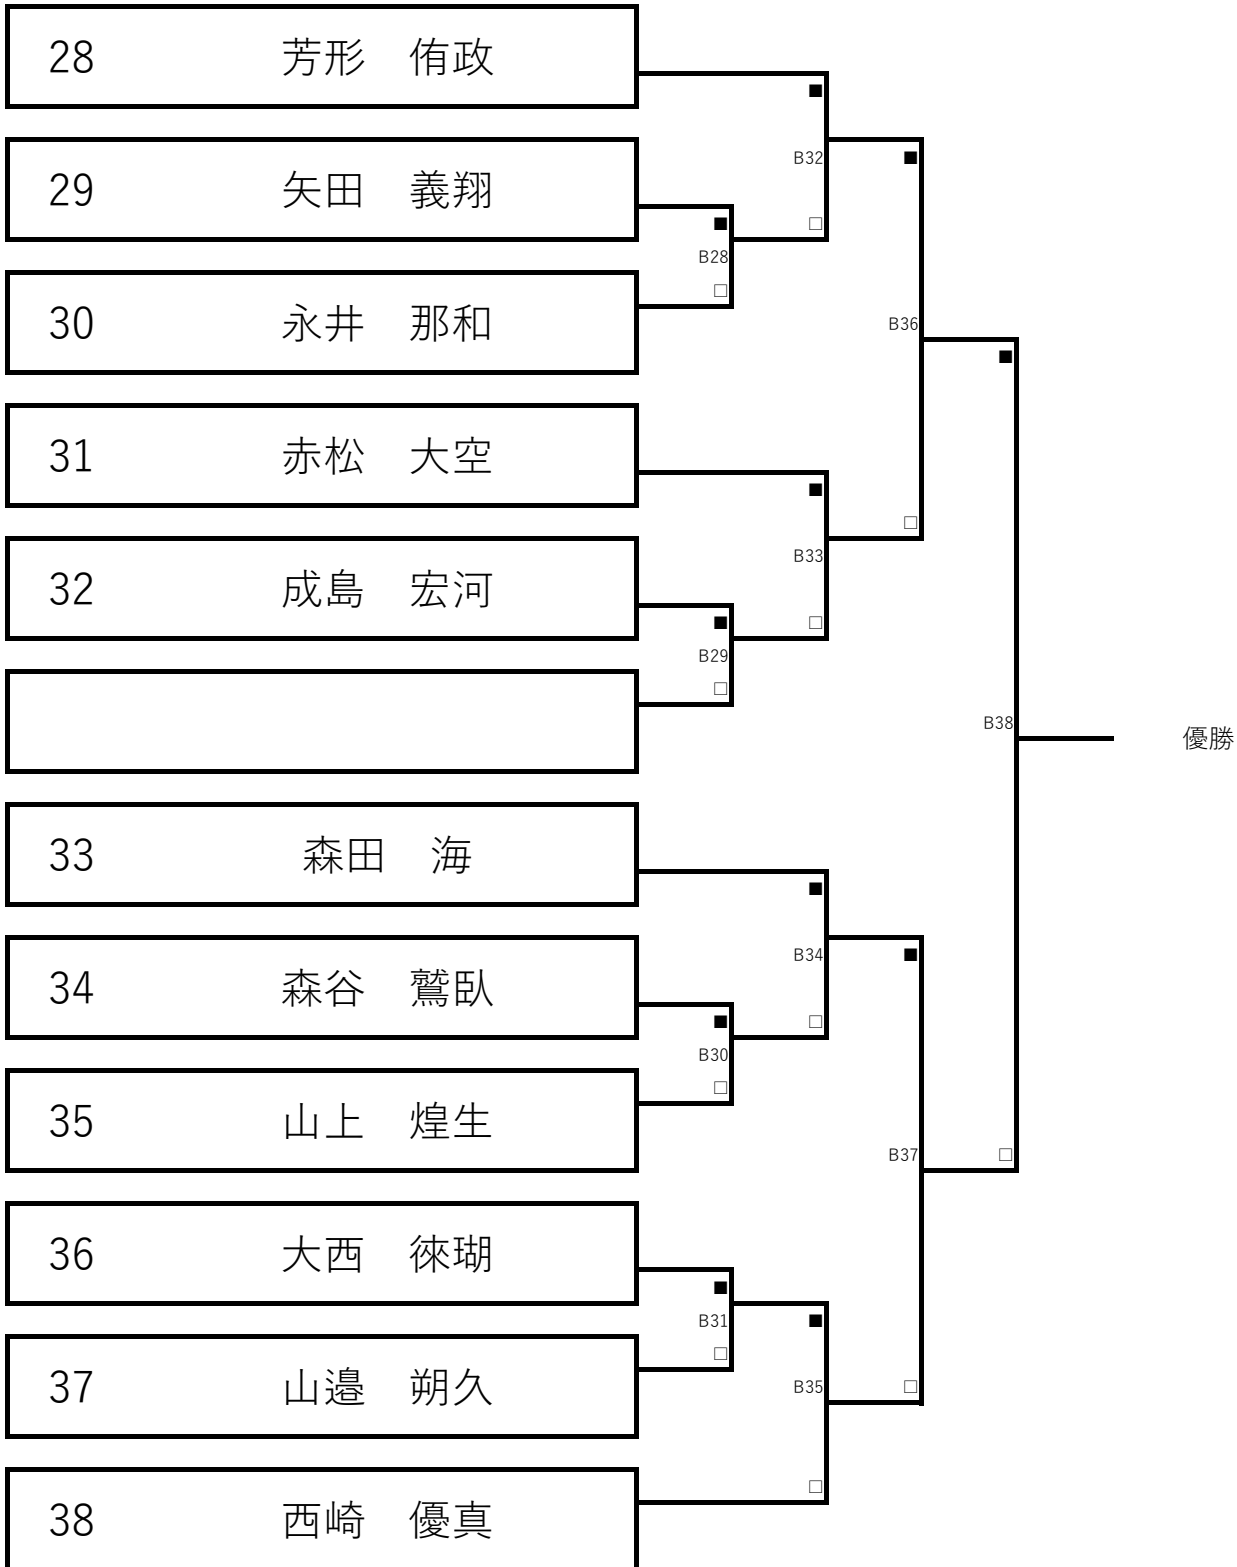 28 芳形 侑政
■
B32
■
29 矢田 義翔
■
□
B28
□
30 永井 那和
B36
■
31 赤松 大空
■
□
B33
32 成島 宏河
■
□
B29
□
B38
優勝
33 森田 海
■
B34
■
34 森谷 鷲臥
■
□
B30
□
35 山上 煌生
B37
□
36 大西 徠瑚
■
B31
■
□
37 山邉 朔久
B35
□
□
38 西崎 優真